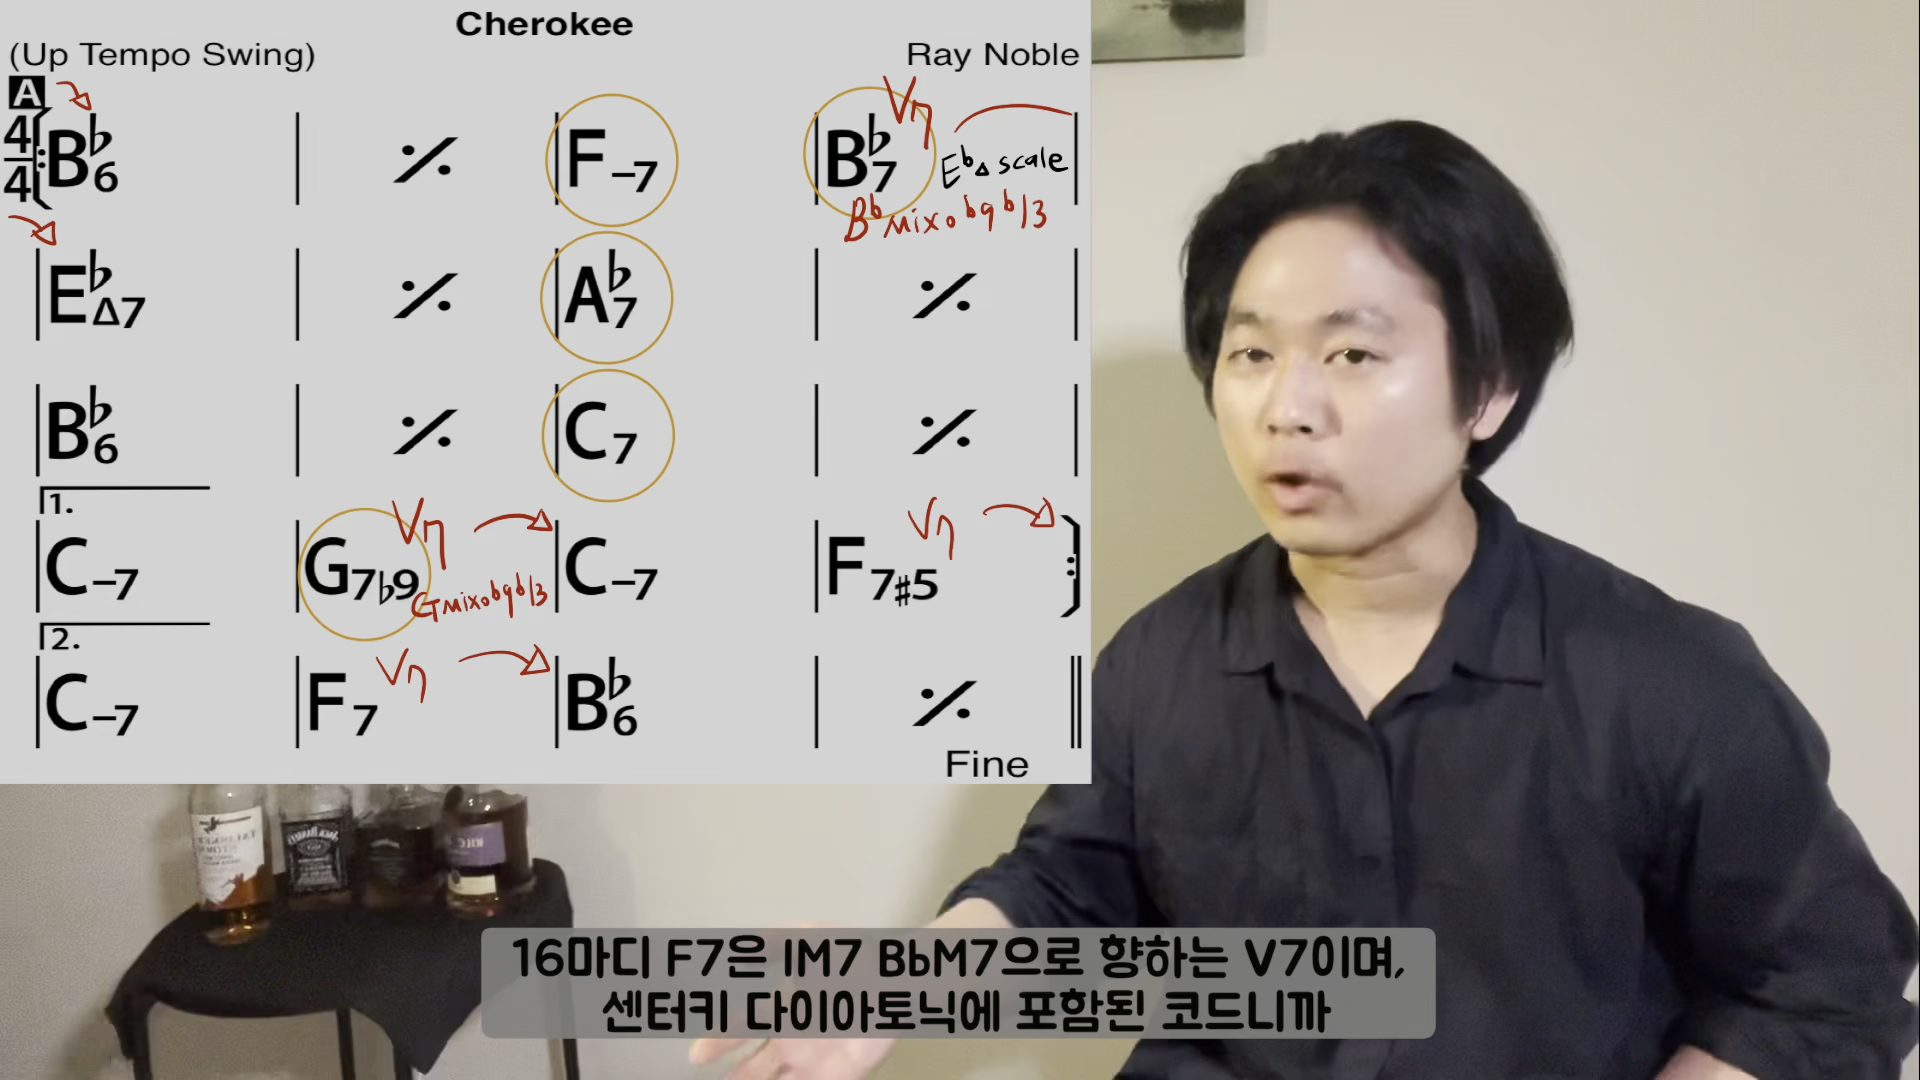 Cherokee
(Up Tempo Swing) Ray Noble
A V7
4/4 B♭6 | 𝄎 | F–7 | B♭7 E♭Δ scale |
B♭mixo b9 b13
E♭Δ7 | 𝄎 | A♭7 | 𝄎 |
B♭6 | 𝄎 | C7 | 𝄎 |
1. V7 V7
C–7 | G7♭9 | C–7 | F7♯5
Gmixo b9 b13
2. V7
C–7 | F7 | B♭6 | 𝄎
Fine
16마디 F7은 IM7 BbM7으로 향하는 V7이며,
센터키 다이아토닉에 포함된 코드니까